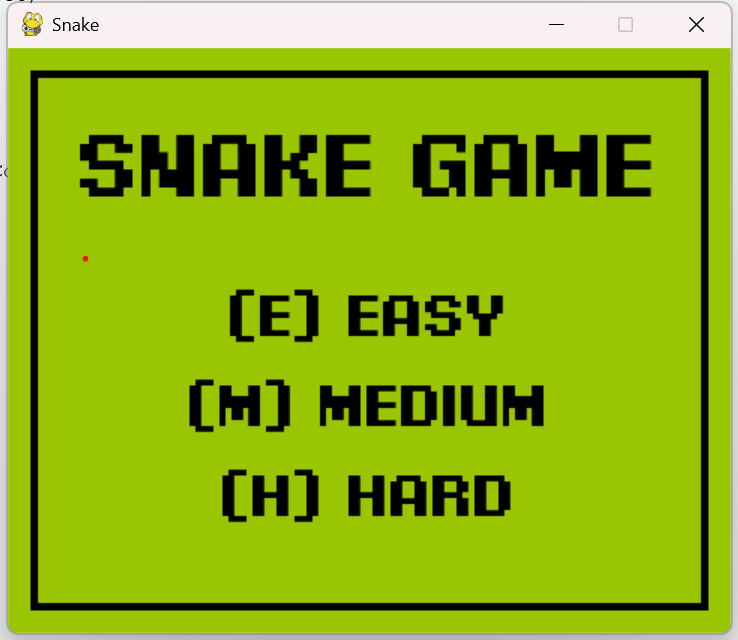 Snake
SNAKE GAME
(E) EASY
(M) MEDIUM
(H) HARD